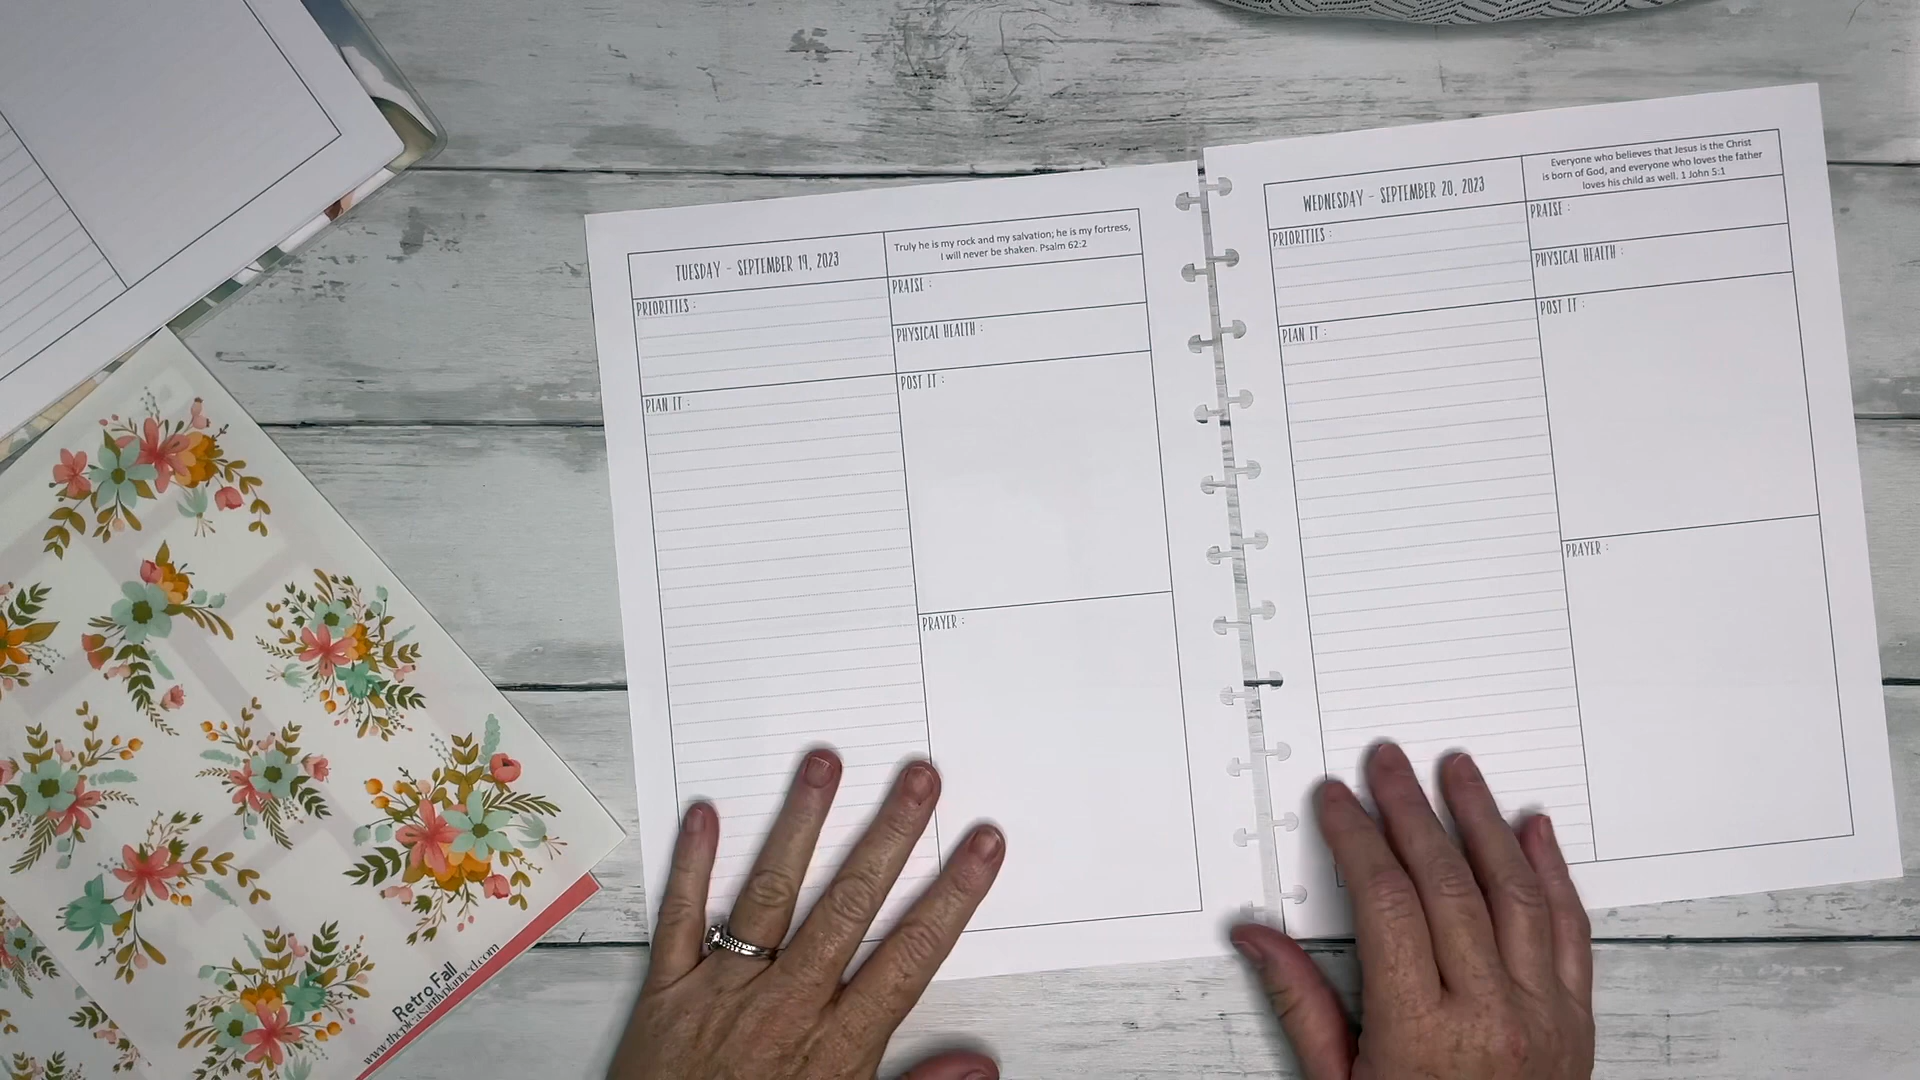 TUESDAY - SEPTEMBER 19, 2023
Truly he is my rock and my salvation; he is my fortress,
I will never be shaken. Psalm 62:2
PRIORITIES :
PRAISE :
PHYSICAL HEALTH :
PLAN IT :
POST IT :
PRAYER :
WEDNESDAY - SEPTEMBER 20, 2023
Everyone who believes that Jesus is the Christ
is born of God, and everyone who loves the father
loves his child as well. 1 John 5:1
PRIORITIES :
PRAISE :
PHYSICAL HEALTH :
PLAN IT :
POST IT :
PRAYER :
Retro Fall
www.thepleasantlyplanned.com